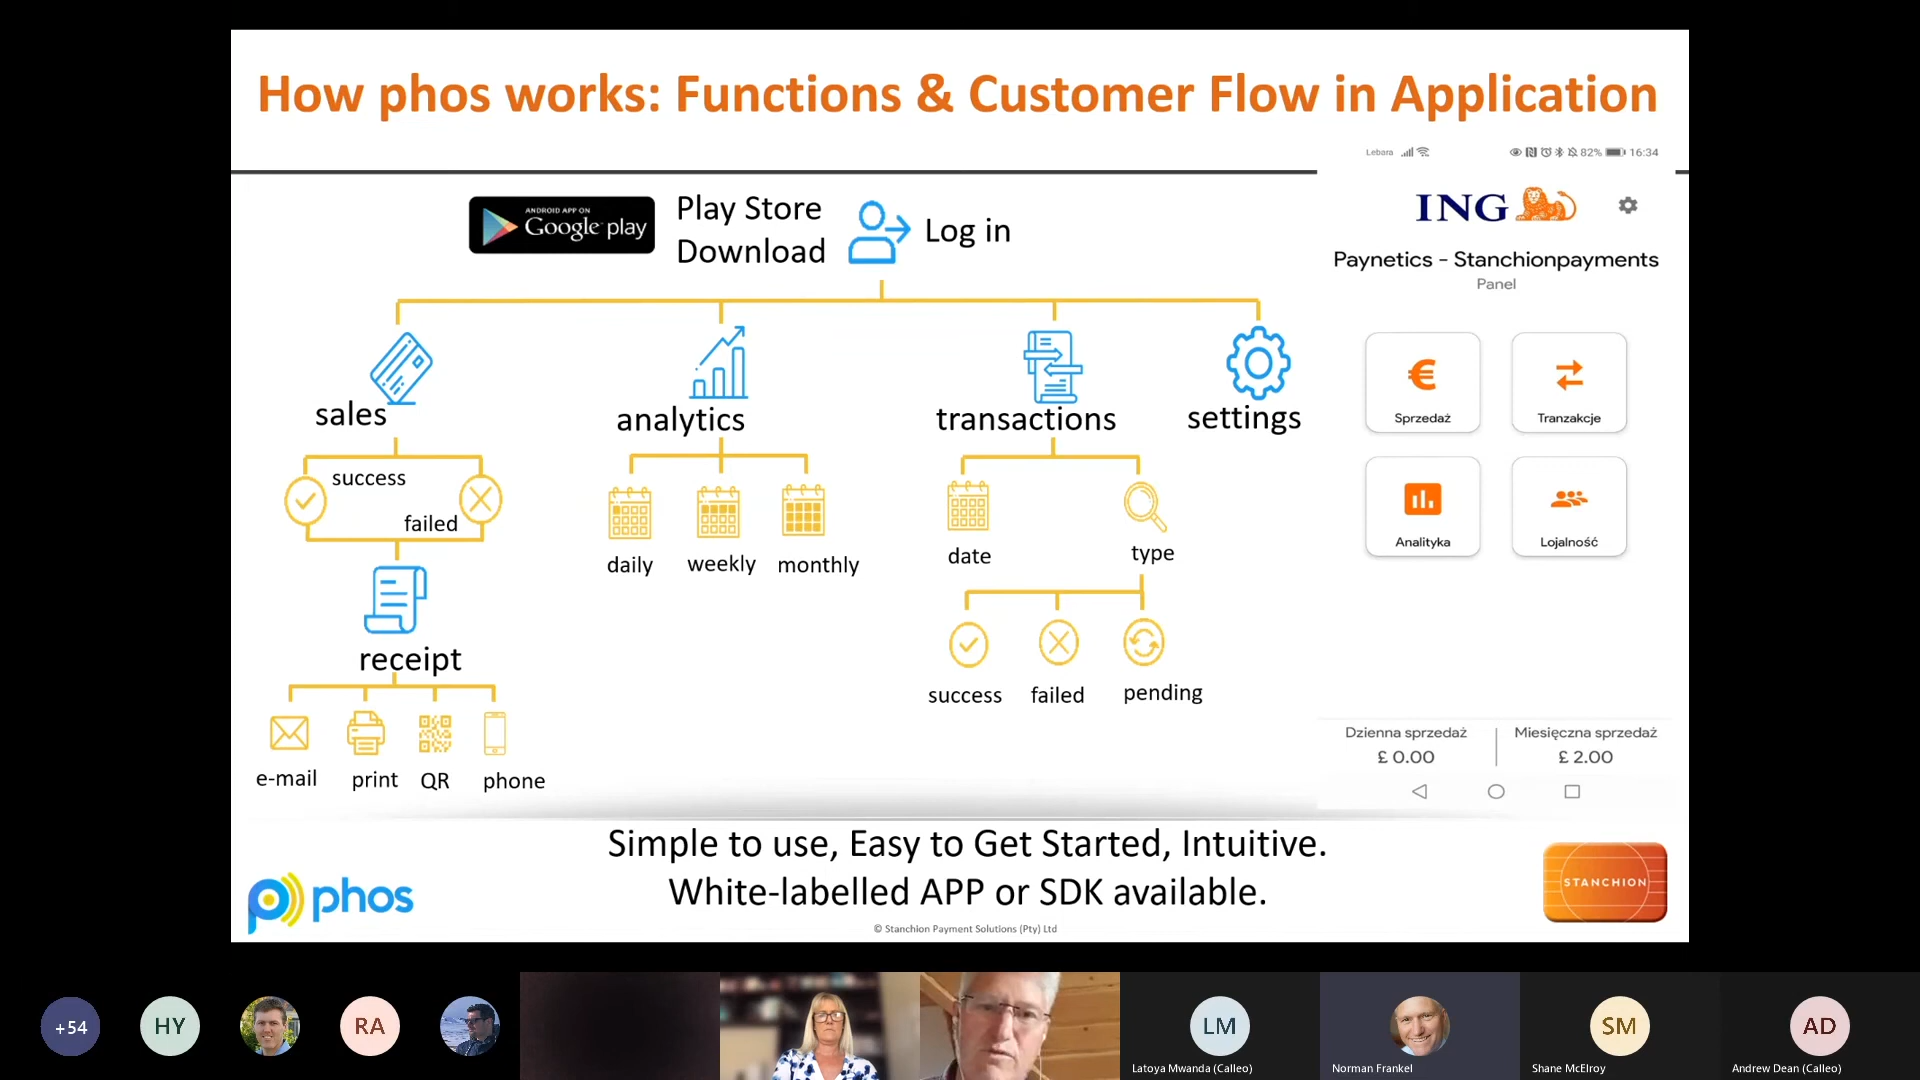 How phos works: Functions & Customer Flow in Application
Lebara
82%
16:34
ANDROID APP ON
Google play
Play Store
Download
Log in
ING
Paynetics - Stanchionpayments
Panel
sales
analytics
transactions
settings
Sprzedaż
Tranzakcje
success
failed
Analityka
Lojalność
daily
weekly
monthly
date
type
receipt
success
failed
pending
e-mail
print
QR
phone
Dzienna sprzedaż
£ 0.00
Miesięczna sprzedaż
£ 2.00
Simple to use, Easy to Get Started, Intuitive.
White-labelled APP or SDK available.
phos
STANCHION
© Stanchion Payment Solutions (Pty) Ltd
+54
HY
RA
LM
Latoya Mwanda (Calleo)
Norman Frankel
SM
Shane McElroy
AD
Andrew Dean (Calleo)